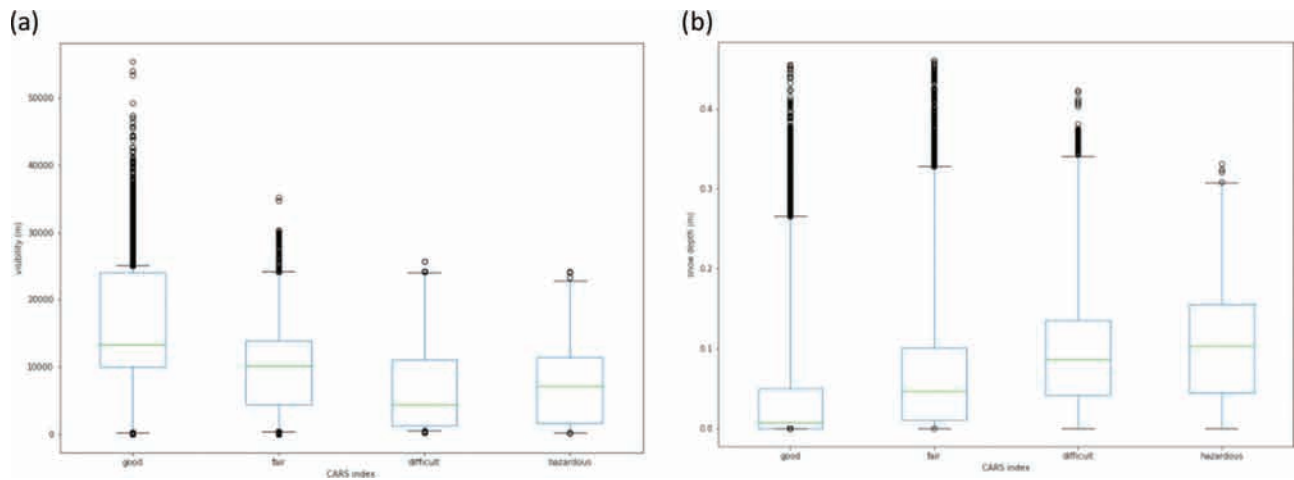 (a)
50000
40000
30000
20000
10000
0
visibility (m)
good fair difficult hazardous
CARS index
(b)
0.4
0.3
0.2
0.1
0.0
snow depth (m)
good fair difficult hazardous
CARS index